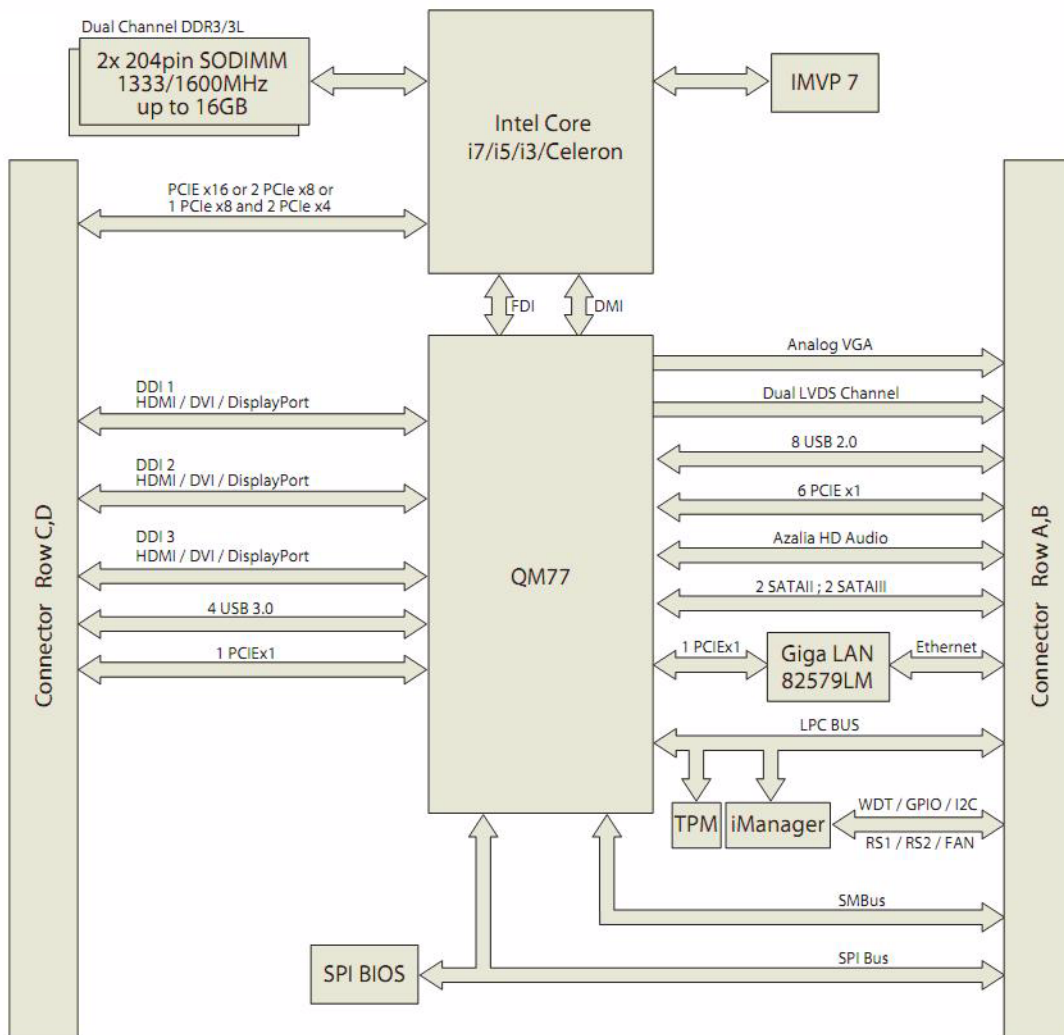 Dual Channel DDR3/3L
2x 204pin SODIMM
1333/1600MHz
up to 16GB
Intel Core
i7/i5/i3/Celeron
IMVP 7
PCIE x16 or 2 PCIe x8 or
1 PCIe x8 and 2 PCIe x4
FDI
DMI
Analog VGA
Dual LVDS Channel
DDI 1
HDMI / DVI / DisplayPort
8 USB 2.0
DDI 2
HDMI / DVI / DisplayPort
6 PCIE x1
DDI 3
HDMI / DVI / DisplayPort
Azalia HD Audio
QM77
2 SATAII ; 2 SATAIII
4 USB 3.0
1 PCIEx1
1 PCIEx1
Giga LAN
82579LM
Ethernet
Connector Row C,D
Connector Row A,B
LPC BUS
TPM
iManager
WDT / GPIO / I2C
RS1 / RS2 / FAN
SMBus
SPI BIOS
SPI Bus